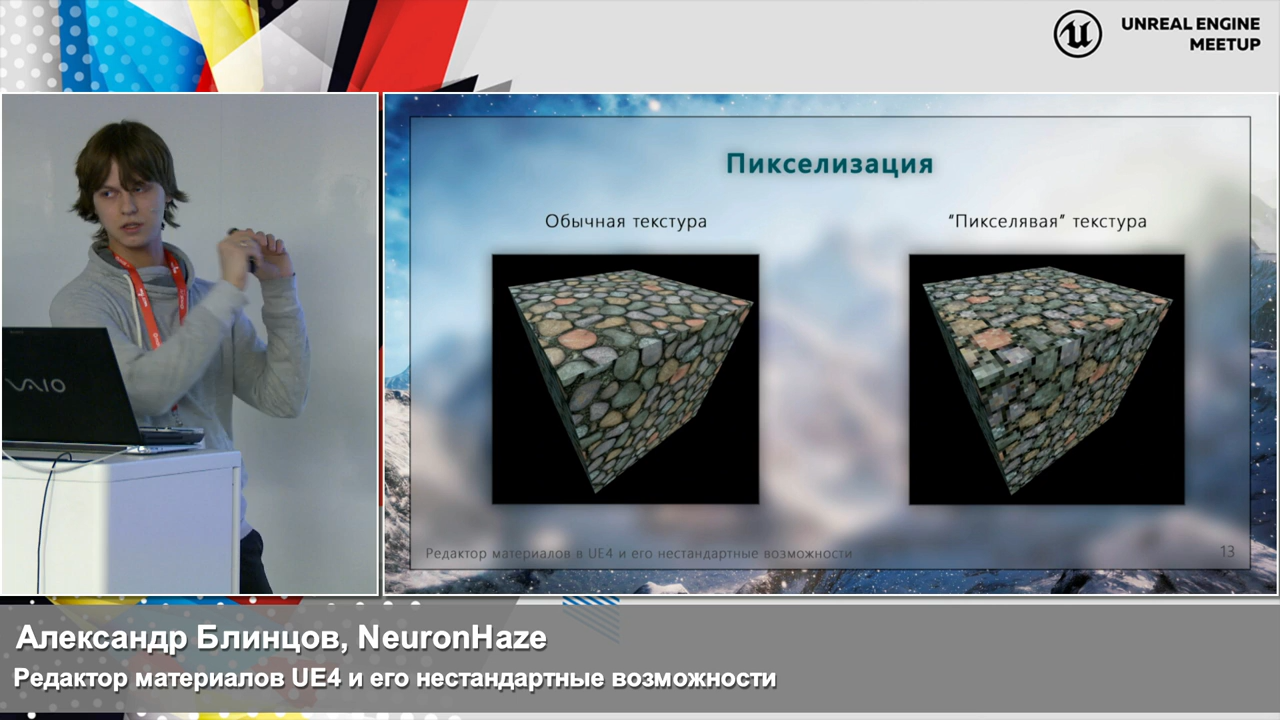 UNREAL ENGINE
MEETUP
Пикселизация
Обычная текстура
“Пикселявая” текстура
VAIO
Редактор материалов в UE4 и его нестандартные возможности
13
Александр Блинцов, NeuronHaze
Редактор материалов UE4 и его нестандартные возможности